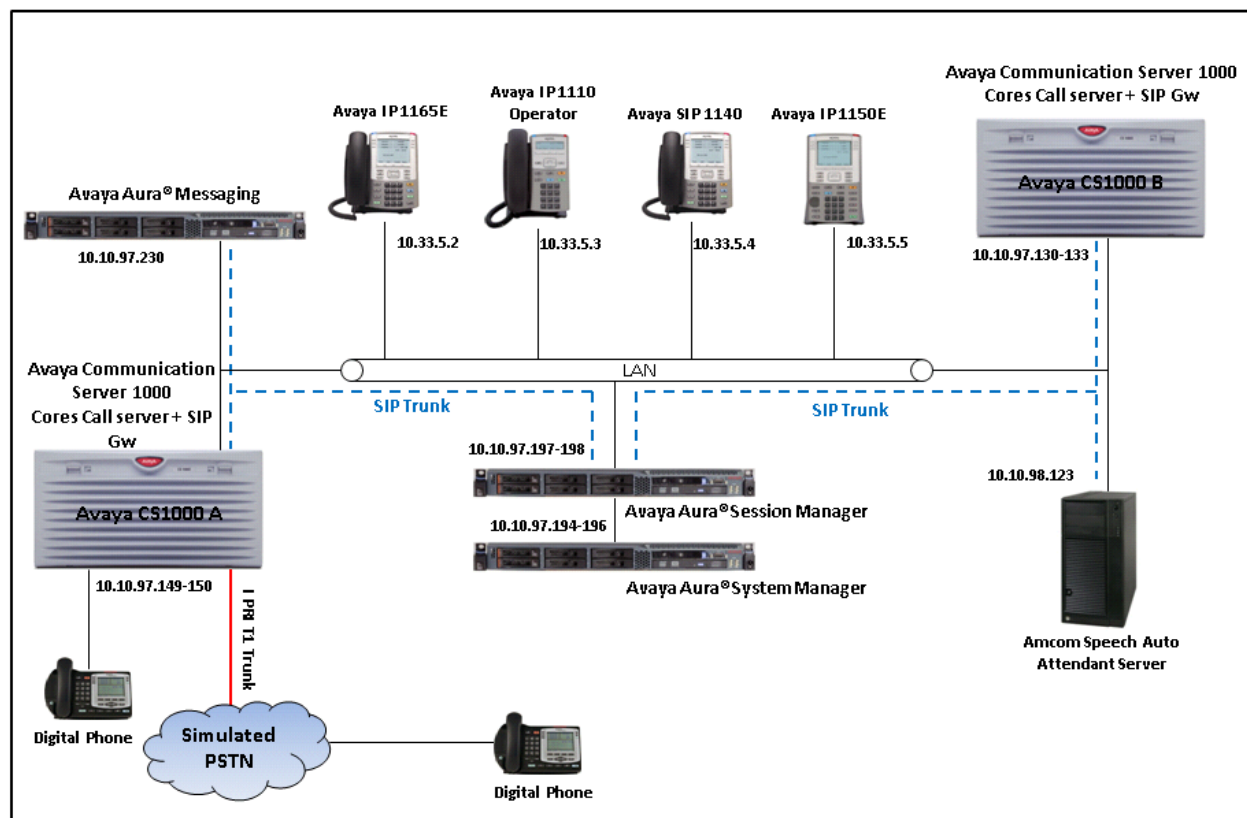 Avaya Communication Server 1000
Cores Call server + SIP Gw
Avaya CS1000 B
10.10.97.130-133
Avaya IP1165E
Avaya IP1110
Operator
Avaya SIP 1140
Avaya IP1150E
10.33.5.2
10.33.5.3
10.33.5.4
10.33.5.5
Avaya Aura® Messaging
10.10.97.230
LAN
SIP Trunk
SIP Trunk
Avaya Communication
Server 1000
Cores Call server + SIP
Gw
Avaya CS1000 A
10.10.97.149-150
10.10.97.197-198
Avaya Aura® Session Manager
10.10.97.194-196
Avaya Aura® System Manager
10.10.98.123
Amcom Speech Auto
Attendant Server
I PRI T1 Trunk
Digital Phone
Simulated
PSTN
Digital Phone